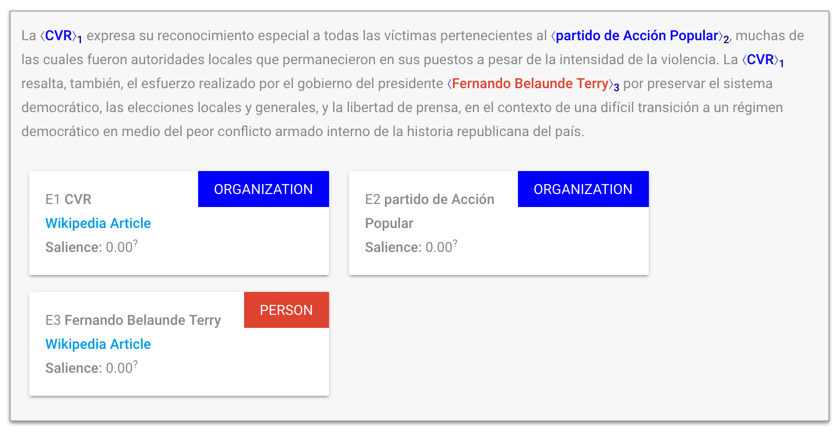 La ⟨CVR⟩1 expresa su reconocimiento especial a todas las víctimas pertenecientes al ⟨partido de Acción Popular⟩2, muchas de
las cuales fueron autoridades locales que permanecieron en sus puestos a pesar de la intensidad de la violencia. La ⟨CVR⟩1
resalta, también, el esfuerzo realizado por el gobierno del presidente ⟨Fernando Belaunde Terry⟩3 por preservar el sistema
democrático, las elecciones locales y generales, y la libertad de prensa, en el contexto de una difícil transición a un régimen
democrático en medio del peor conflicto armado interno de la historia republicana del país.
E1 CVR
ORGANIZATION
Wikipedia Article
Salience: 0.00?
E2 partido de Acción
Popular
ORGANIZATION
Salience: 0.00?
E3 Fernando Belaunde Terry
PERSON
Wikipedia Article
Salience: 0.00?